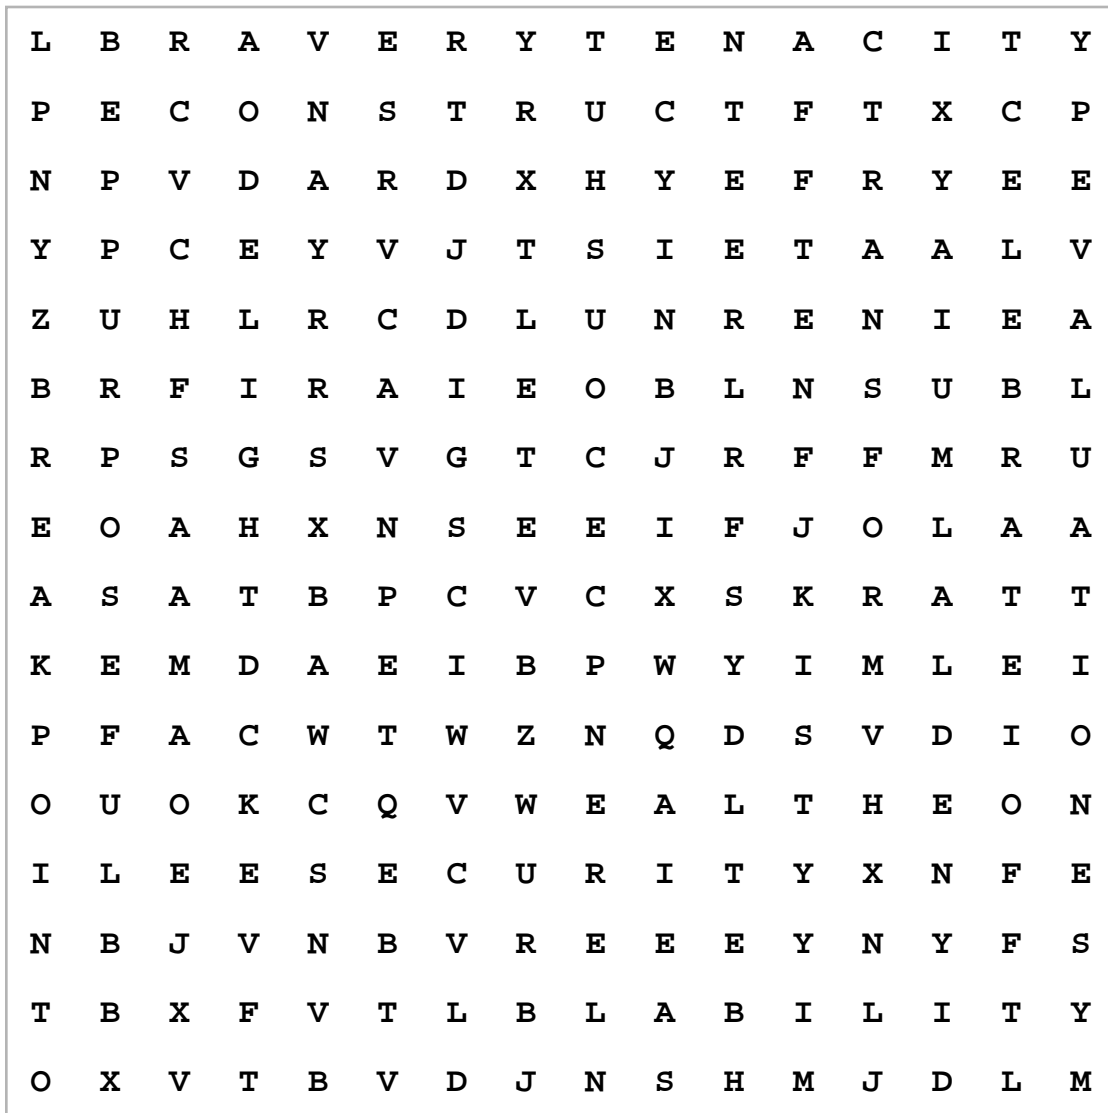 L B R A V E R Y T E N A C I T Y
P E C O N S T R U C T F T X C P
N P V D A R D X H Y E F R Y E E
Y P C E Y V J T S I E T A A L V
Z U H L R C D L U N R E N I E A
B R F I R A I E O B L N S U B L
R P S G S V G T C J R F F M R U
E O A H X N S E E I F J O L A A
A S A T B P C V C X S K R A T T
K E M D A E I B P W Y I M L E I
P F A C W T W Z N Q D S V D I O
O U O K C Q V W E A L T H E O N
I L E E S E C U R I T Y X N F E
N B J V N B V R E E E Y N Y F S
T B X F V T L B L A B I L I T Y
O X V T B V D J N S H M J D L M